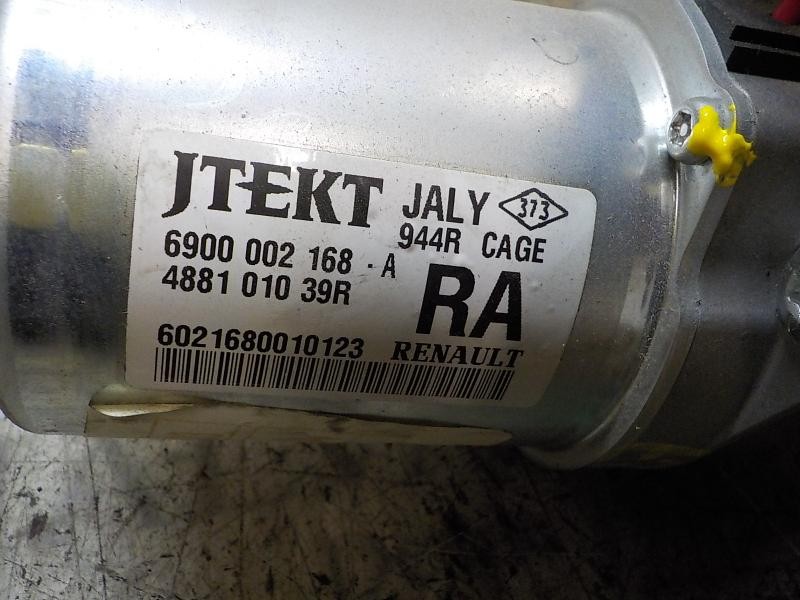 JTEKT JALY 373
944R CAGE
6900 002 168 - A
4881 010 39R
RA
6021680010123 RENAULT